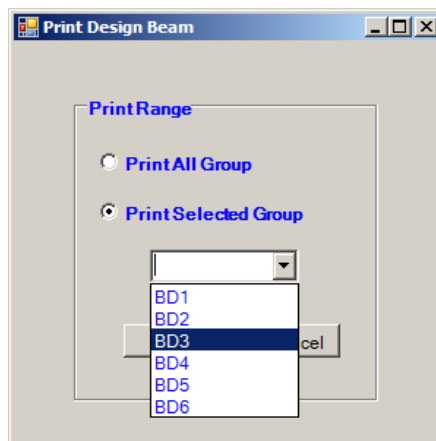 Print Design Beam
Print Range
Print All Group
Print Selected Group
BD1
BD2
BD3
cel
BD4
BD5
BD6